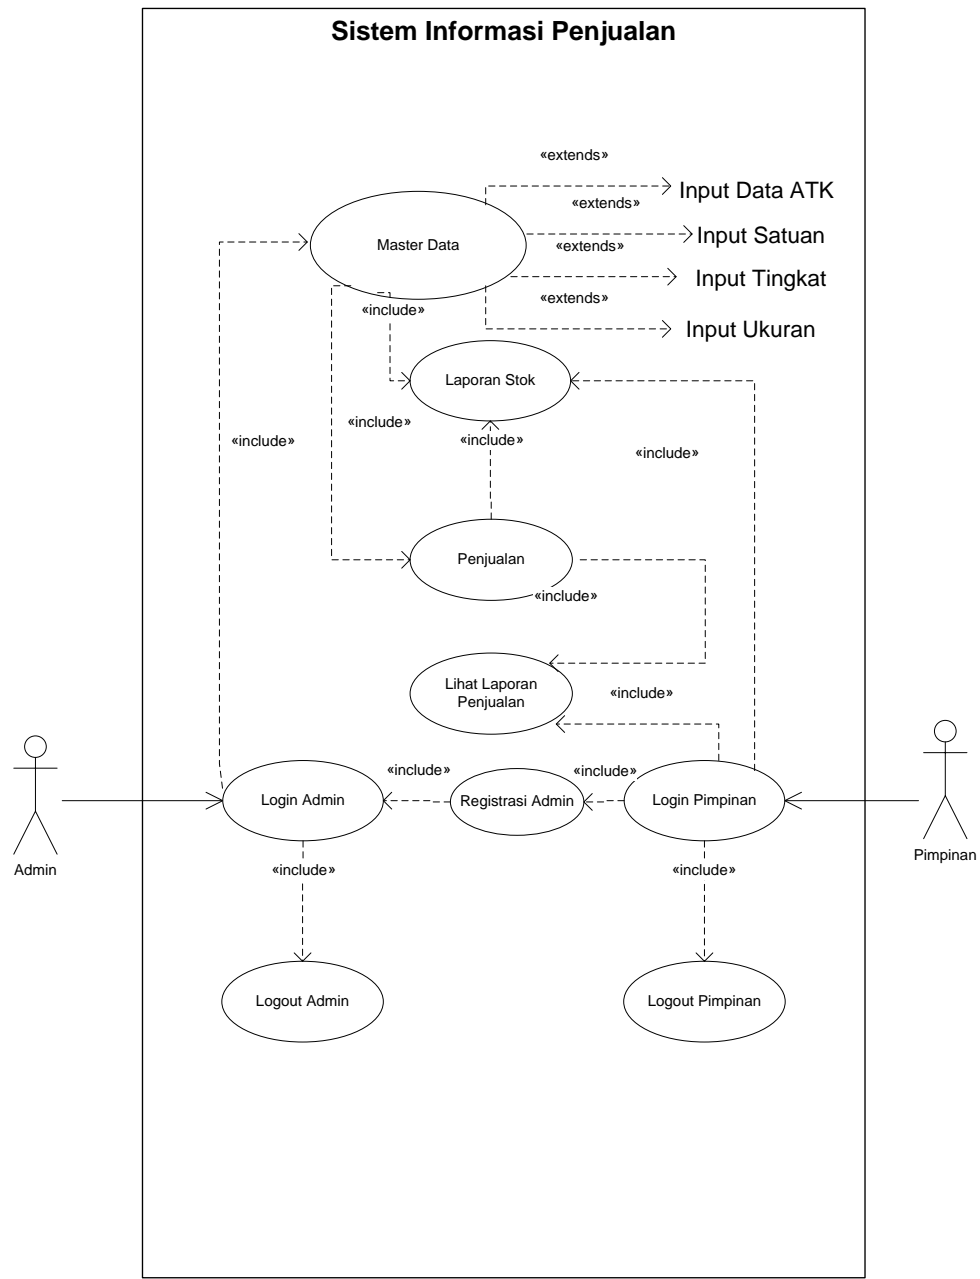 Sistem Informasi Penjualan
«extends»
Input Data ATK
«extends»
Master Data
Input Satuan
«extends»
Input Tingkat
«extends»
«include»
Input Ukuran
Laporan Stok
«include»
«include»
«include»
«include»
Penjualan
«include»
Lihat Laporan
Penjualan
«include»
«include»
«include»
Login Admin
Registrasi Admin
Login Pimpinan
Admin
Pimpinan
«include»
«include»
Logout Admin
Logout Pimpinan